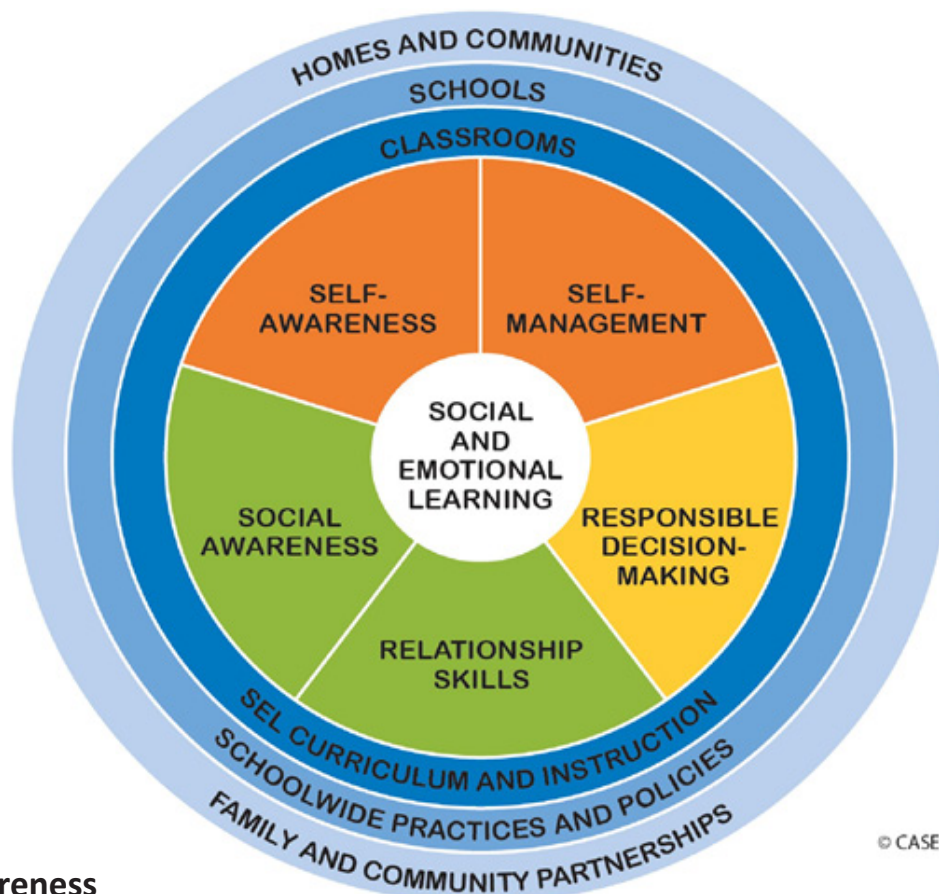 HOMES AND COMMUNITIES
SCHOOLS
CLASSROOMS
SELF-
AWARENESS
SELF-
MANAGEMENT
SOCIAL
AND
EMOTIONAL
LEARNING
SOCIAL
AWARENESS
RESPONSIBLE
DECISION-
MAKING
RELATIONSHIP
SKILLS
SEL CURRICULUM AND INSTRUCTION
SCHOOLWIDE PRACTICES AND POLICIES
FAMILY AND COMMUNITY PARTNERSHIPS
© CASE
reness